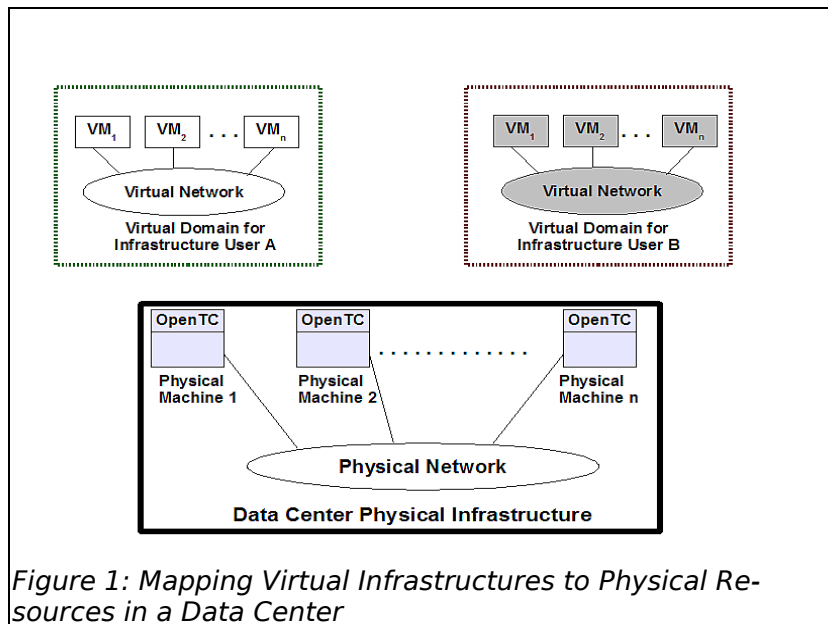 VM1 VM2 . . . VMn
Virtual Network
Virtual Domain for
Infrastructure User A
VM1 VM2 . . . VMn
Virtual Network
Virtual Domain for
Infrastructure User B
OpenTC OpenTC . . . . . . . . . . . . . OpenTC
Physical Physical Physical
Machine 1 Machine 2 Machine n
Physical Network
Data Center Physical Infrastructure
Figure 1: Mapping Virtual Infrastructures to Physical Re-
sources in a Data Center